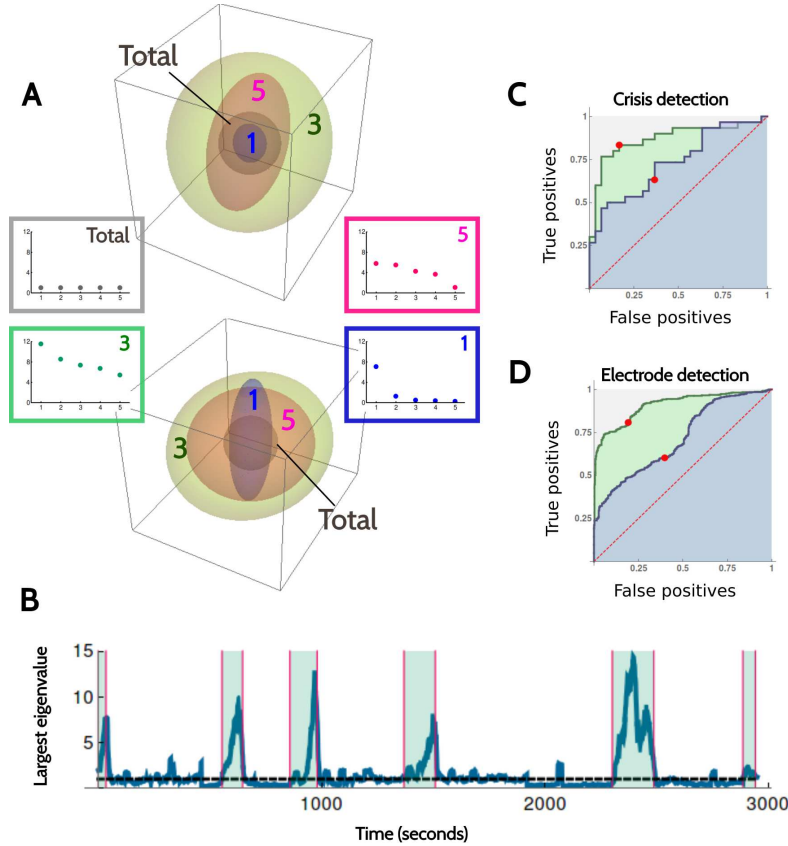 A
Total
5
3
1
Total
12
8
4
0
1 2 3 4 5
5
12
8
4
0
1 2 3 4 5
3
12
8
4
0
1 2 3 4 5
1
12
8
4
0
1 2 3 4 5
1
5
3
Total
C
Crisis detection
True positives
1
0.75
0.5
0.25
0.25 0.5 0.75 1
False positives
D
Electrode detection
True positives
1
0.75
0.5
0.25
0.25 0.5 0.75 1
False positives
B
Largest eigenvalue
15
10
5
1000 2000 3000
Time (seconds)